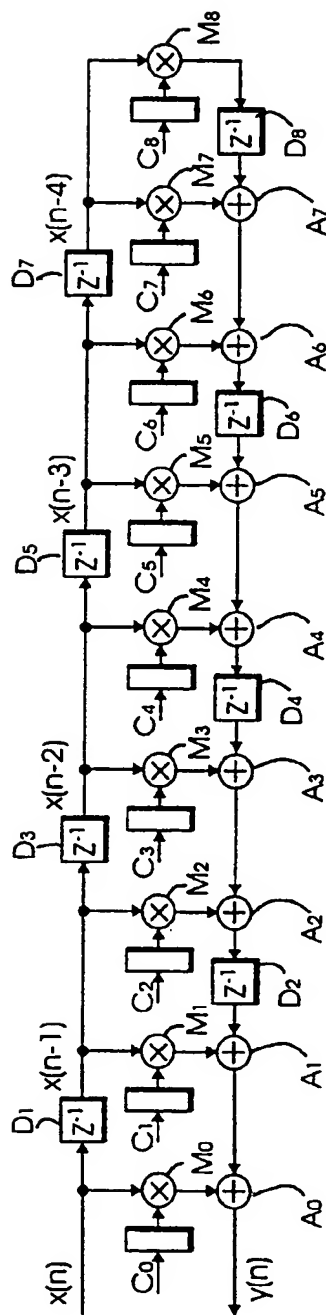 x(n) D1 x(n-1) D3 x(n-2) D5 x(n-3) D7 x(n-4)
Z-1 Z-1 Z-1 Z-1
C0 M0 C1 M1 C2 M2 C3 M3 C4 M4 C5 M5 C6 M6 C7 M7 C8 M8
y(n)
Z-1 Z-1 Z-1 Z-1
A0 A1 D2 A2 A3 D4 A4 A5 D6 A6 A7 D8